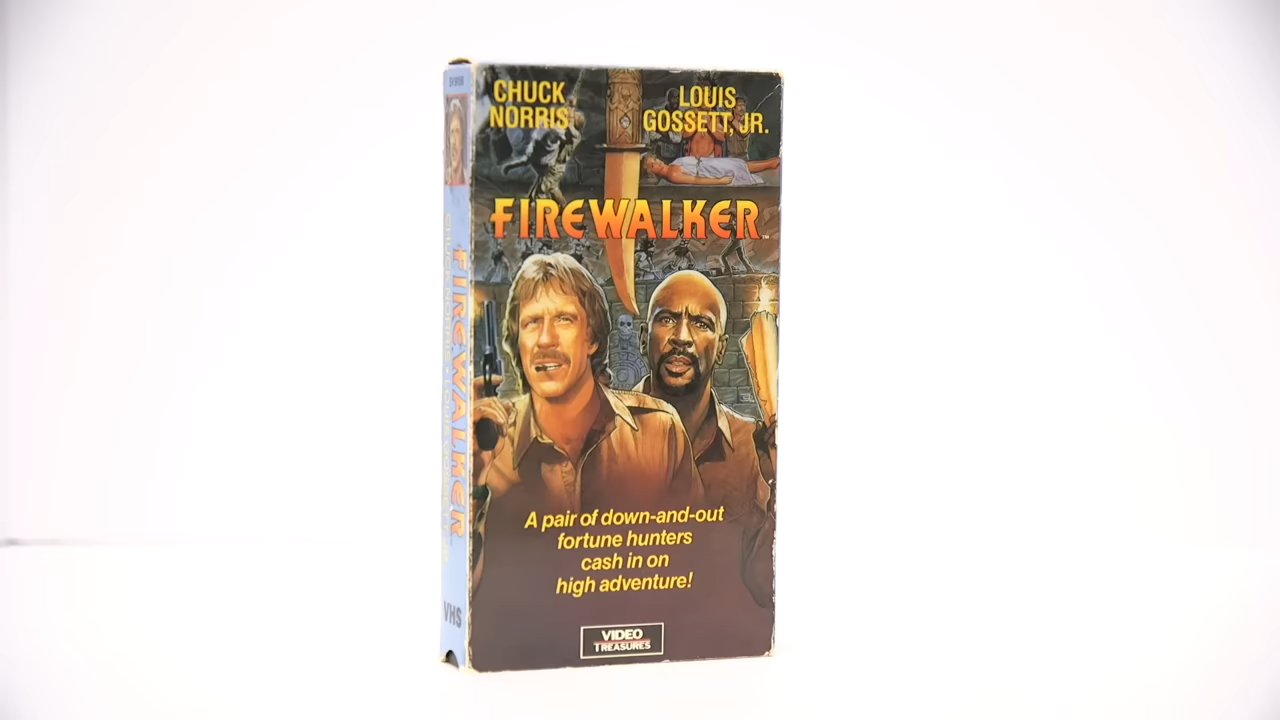 CHUCK
NORRIS
LOUIS
GOSSETT, JR.
FIREWALKER™
A pair of down-and-out
fortune hunters
cash in on
high adventure!
VIDEO
TREASURES
FIREWALKER
VHS